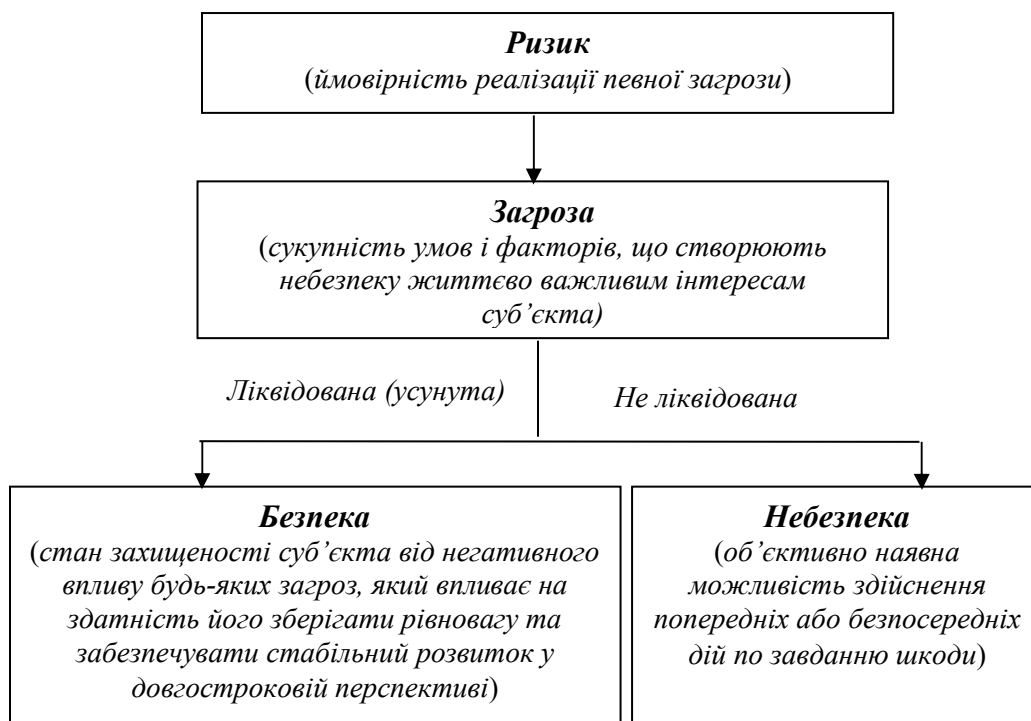 Ризик
(ймовірність реалізації певної загрози)
Загроза
(сукупність умов і факторів, що створюють
небезпеку життєво важливим інтересам
суб’єкта)
Ліквідована (усунута)
Не ліквідована
Безпека
(стан захищеності суб’єкта від негативного
впливу будь-яких загроз, який впливає на
здатність його зберігати рівновагу та
забезпечувати стабільний розвиток у
довгостроковій перспективі)
Небезпека
(об’єктивно наявна
можливість здійснення
попередніх або безпосередніх
дій по завданню шкоди)